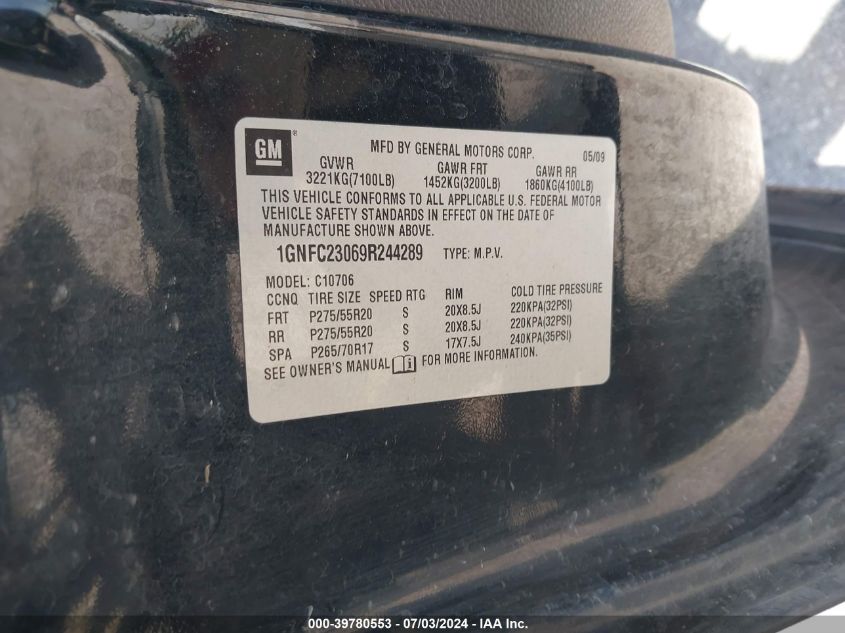 GM ®
MFD BY GENERAL MOTORS CORP. 05/09
GVWR GAWR FRT GAWR RR
3221KG(7100LB) 1452KG(3200LB) 1860KG(4100LB)
THIS VEHICLE CONFORMS TO ALL APPLICABLE U.S. FEDERAL MOTOR
VEHICLE SAFETY STANDARDS IN EFFECT ON THE DATE OF
MANUFACTURE SHOWN ABOVE.
1GNFC23069R244289 TYPE: M.P.V.
MODEL: C10706
CCNQ TIRE SIZE SPEED RTG RIM COLD TIRE PRESSURE
FRT P275/55R20 S 20X8.5J 220KPA(32PSI)
RR P275/55R20 S 20X8.5J 220KPA(32PSI)
SPA P265/70R17 S 17X7.5J 240KPA(35PSI)
SEE OWNER'S MANUAL i FOR MORE INFORMATION.
000-39780553 - 07/03/2024 - IAA Inc.